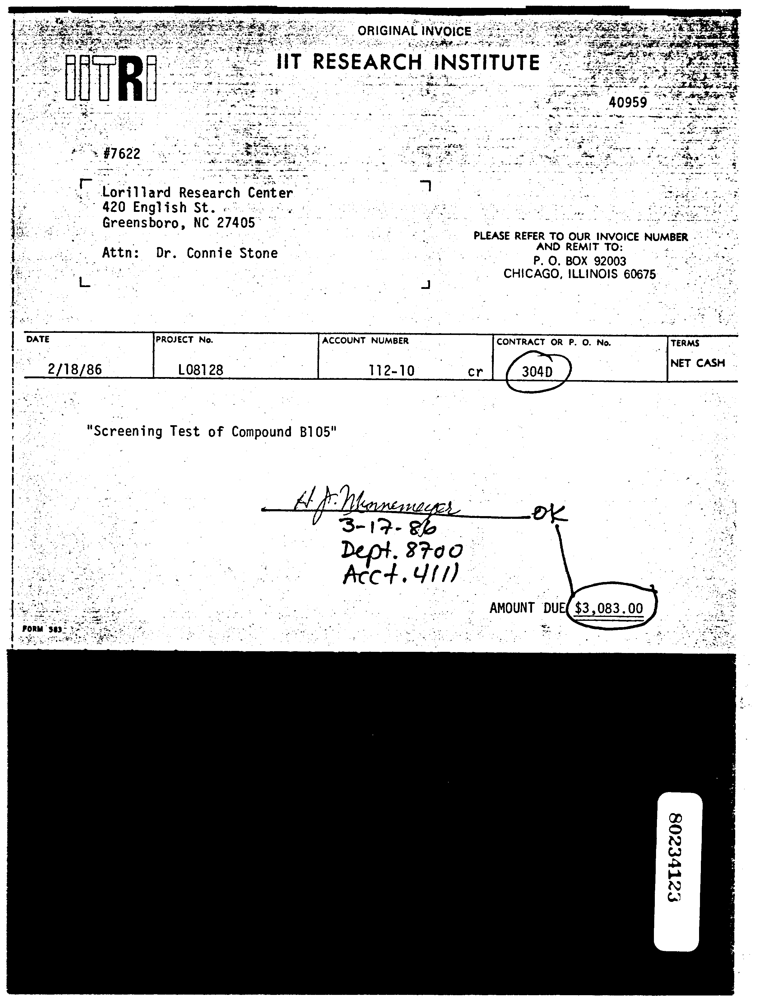 ORIGINAL INVOICE
IITRI
IIT RESEARCH INSTITUTE
40959
#7622
Lorillard Research Center
420 English St.
Greensboro, NC 27405
Attn: Dr. Connie Stone
PLEASE REFER TO OUR INVOICE NUMBER
AND REMIT TO:
P. O. BOX 92003
CHICAGO, ILLINOIS 60675
DATE PROJECT No. ACCOUNT NUMBER CONTRACT OR P. O. No. TERMS
2/18/86 L08128 112-10 cr 304D NET CASH
"Screening Test of Compound B105"
H. J. Minnemeyer OK
3-17-86
Dept. 8700
Acct. 4111
AMOUNT DUE $3,083.00
FORM 583
80234123